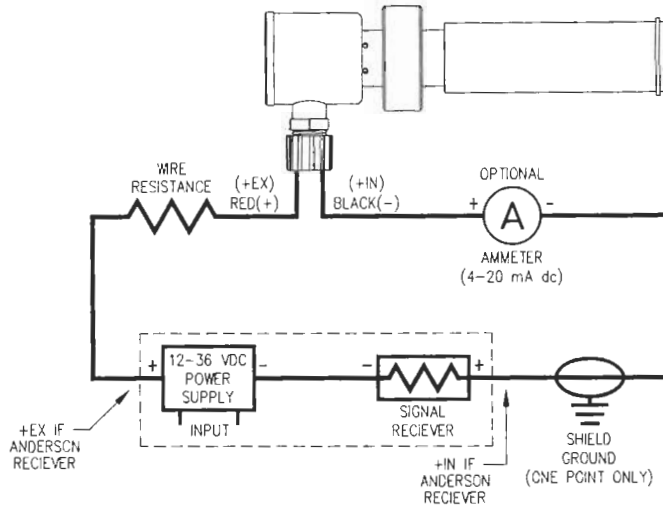 WIRE
RESISTANCE
(+EX)
RED(+)
(+IN)
BLACK(-)
OPTIONAL
+
A
-
AMMETER
(4-20 mA dc)
+
12-36 VDC
POWER
SUPPLY
-
INPUT
-
+
SIGNAL
RECIEVER
+EX IF
ANDERSCN
RECIEVER
+IN IF
ANDERSON
RECIEVER
SHIELD
GROUND
(CNE PCINT ONLY)